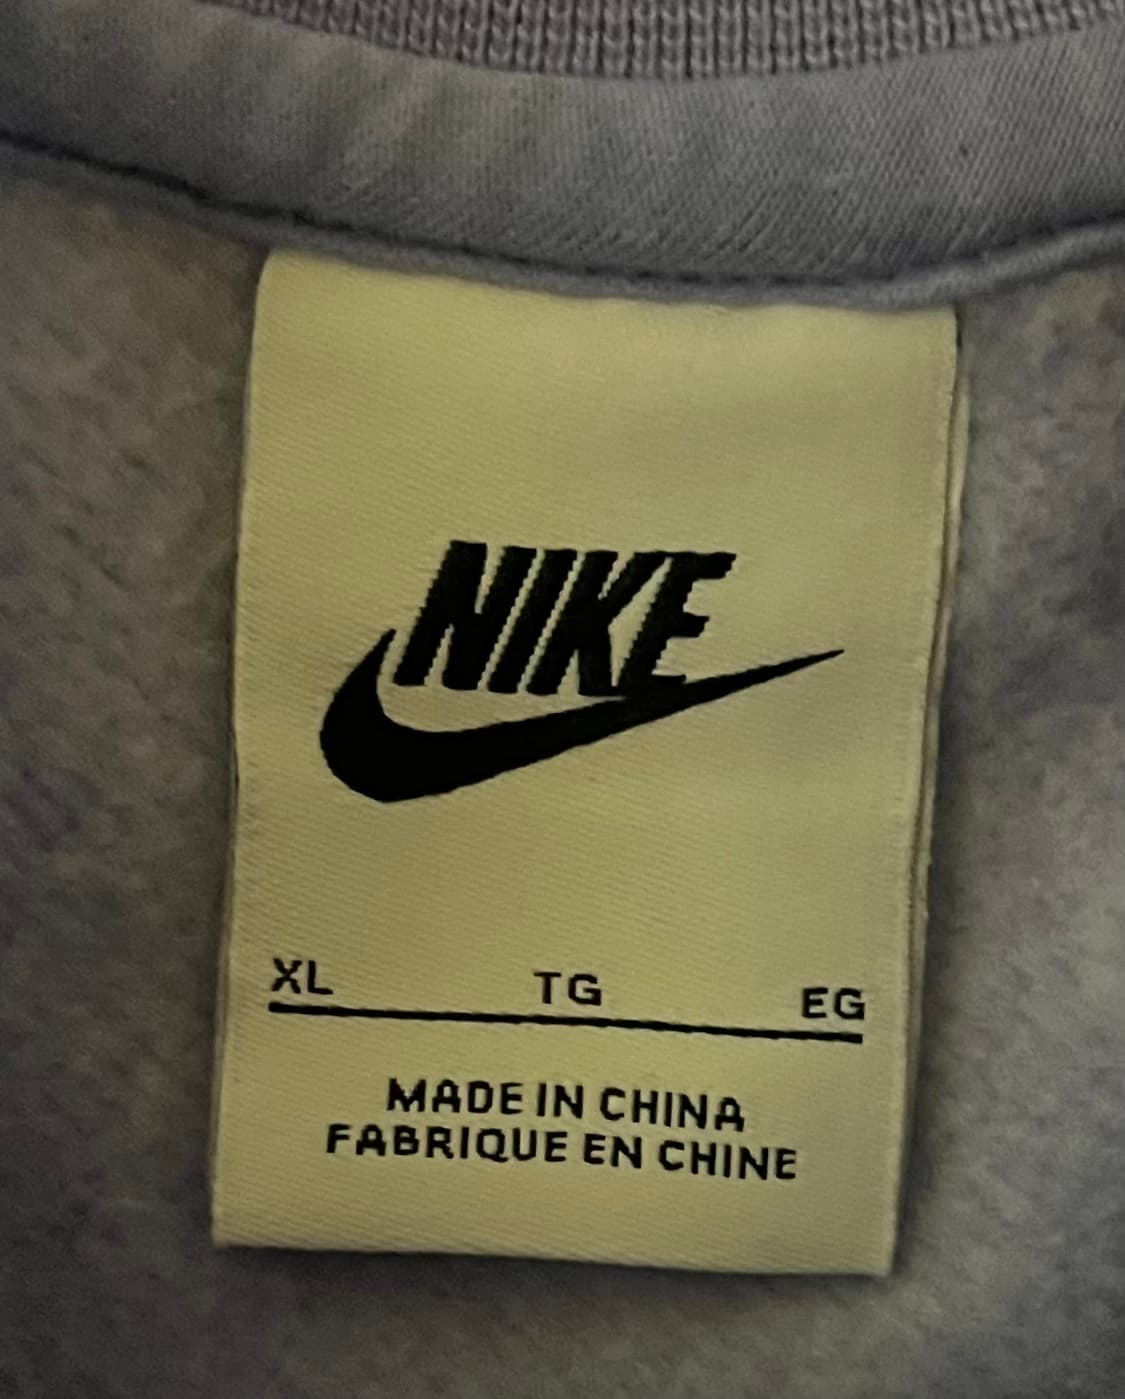 NIKE
XL TG EG
MADE IN CHINA
FABRIQUE EN CHINE